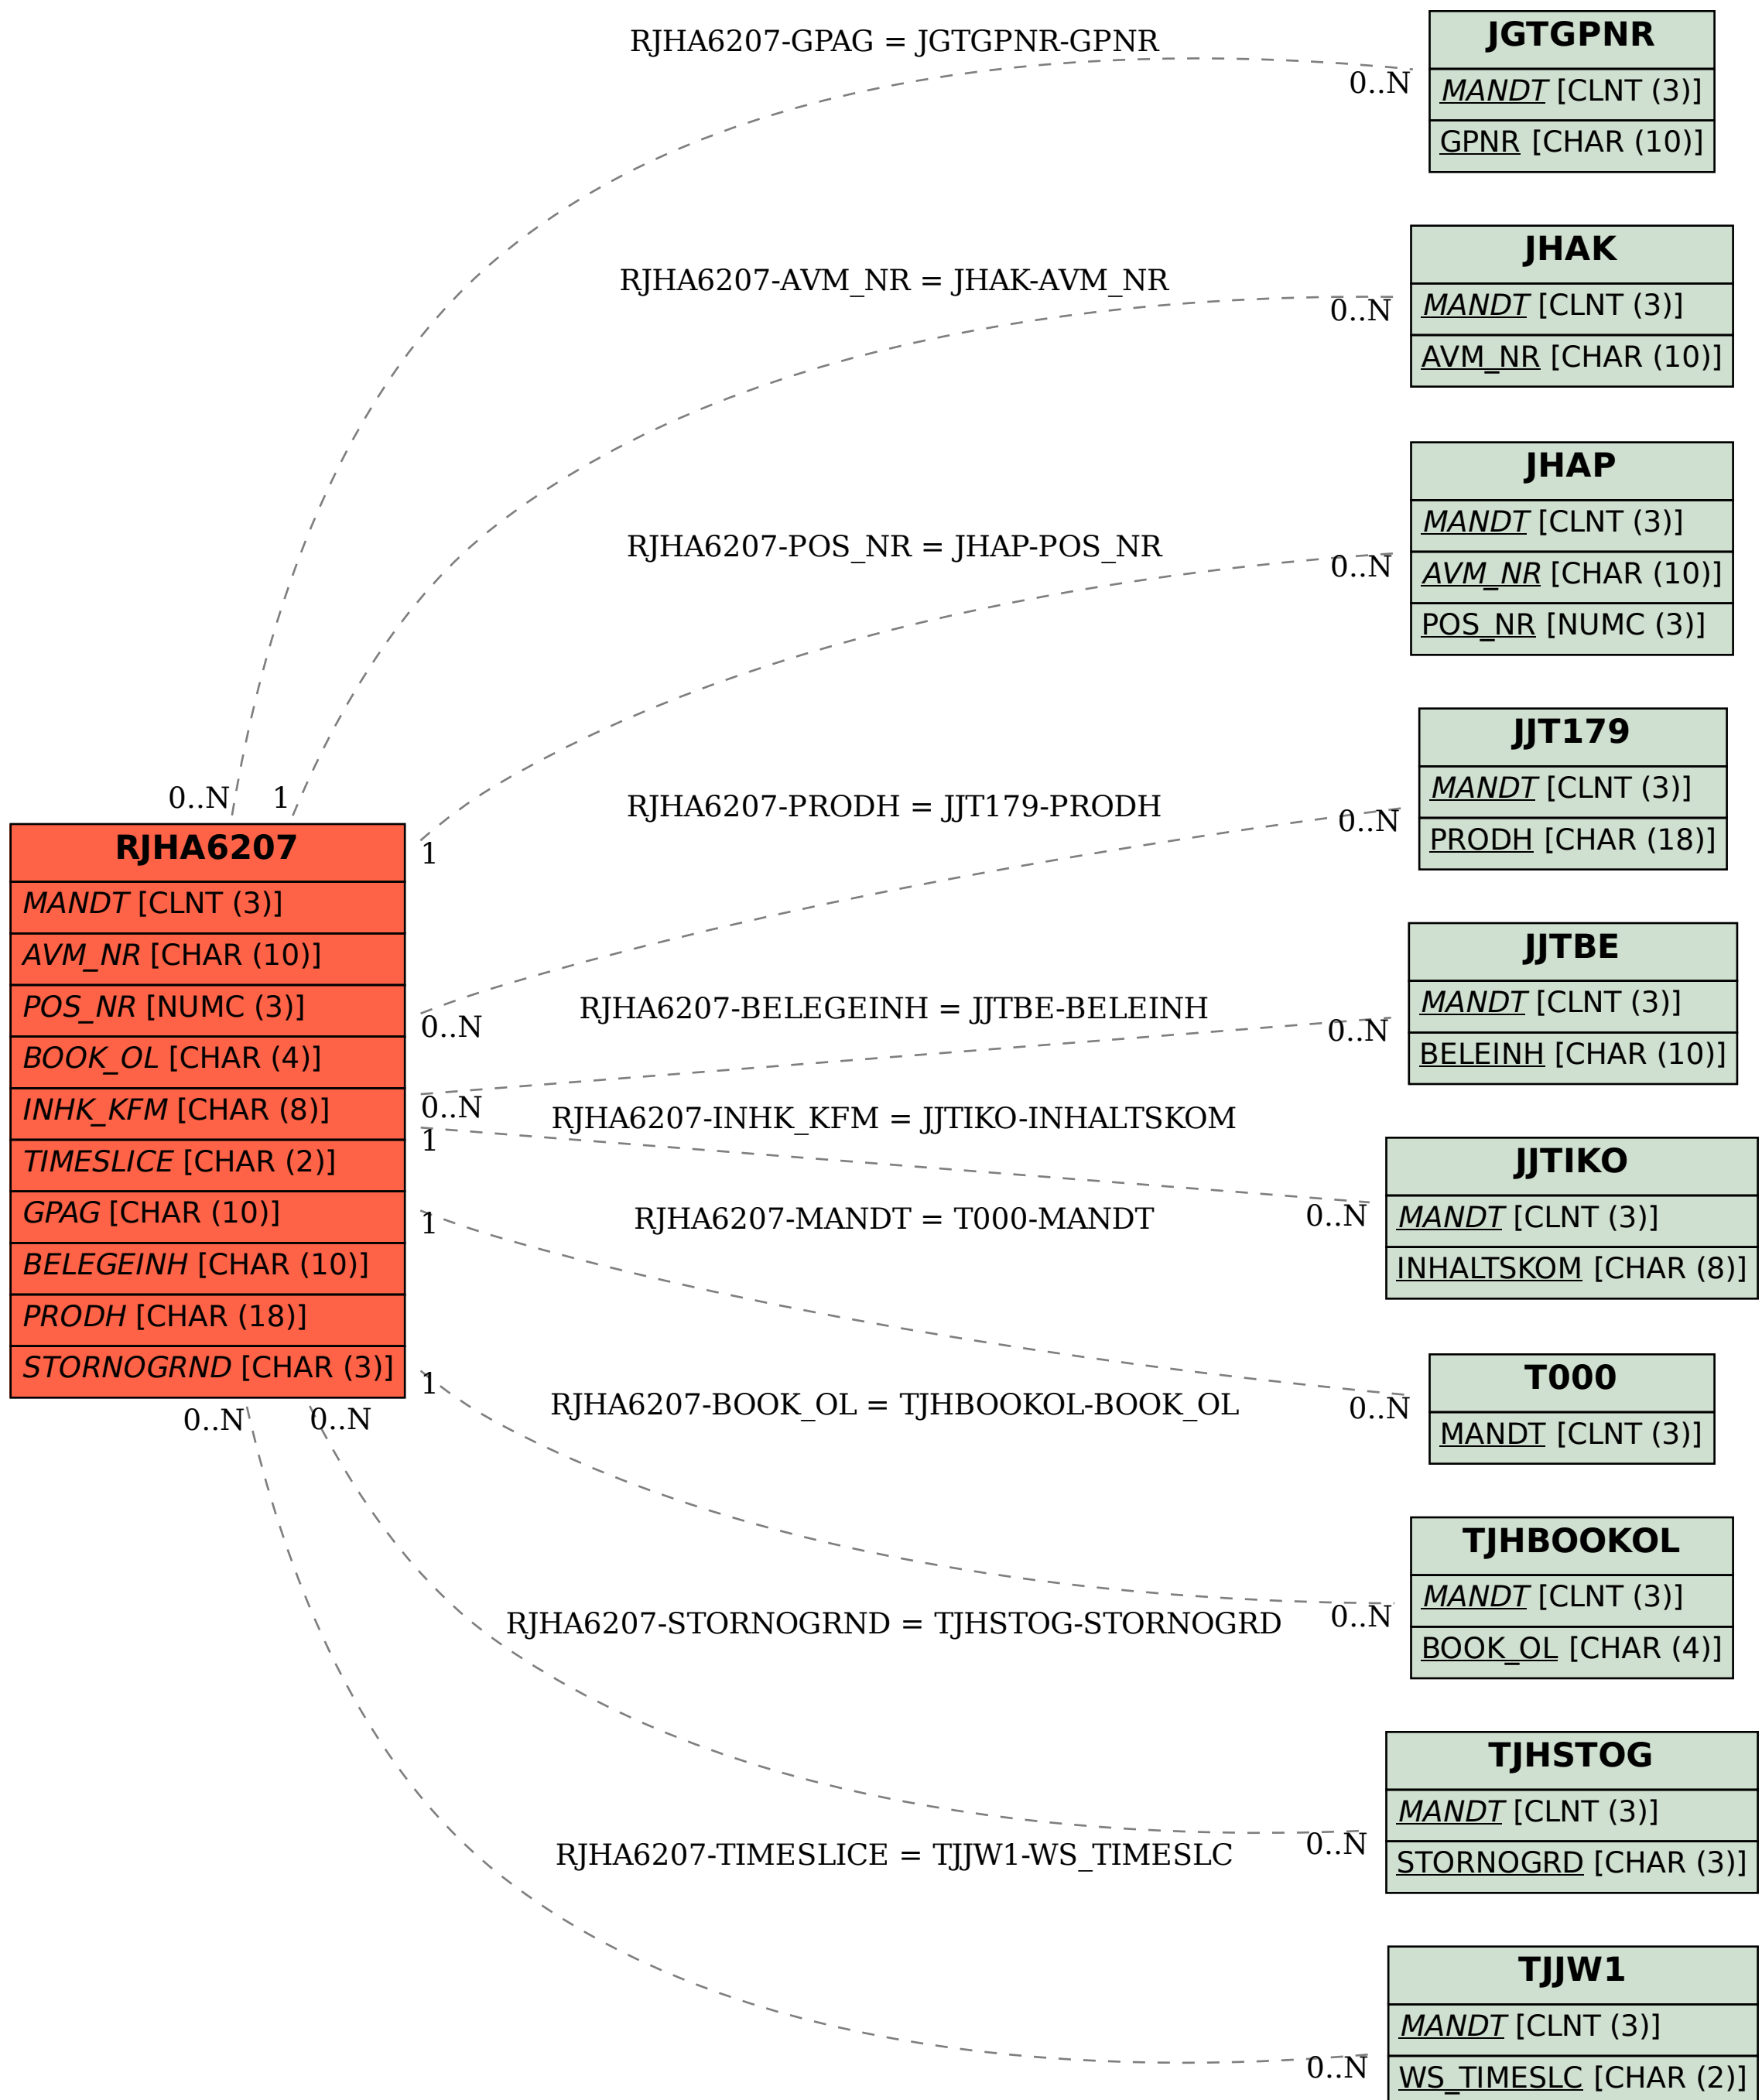 RJHA6207-GPAG = JGTGPNR-GPNR
0..N
0..N
JGTGPNR
MANDT [CLNT (3)]
GPNR [CHAR (10)]
RJHA6207-AVM_NR = JHAK-AVM_NR
0..N
1
JHAK
MANDT [CLNT (3)]
AVM_NR [CHAR (10)]
RJHA6207-POS_NR = JHAP-POS_NR
0..N
1
JHAP
MANDT [CLNT (3)]
AVM_NR [CHAR (10)]
POS_NR [NUMC (3)]
RJHA6207-PRODH = JJT179-PRODH
0..N
0..N
JJT179
MANDT [CLNT (3)]
PRODH [CHAR (18)]
RJHA6207
MANDT [CLNT (3)]
AVM_NR [CHAR (10)]
POS_NR [NUMC (3)]
BOOK_OL [CHAR (4)]
INHK_KFM [CHAR (8)]
TIMESLICE [CHAR (2)]
GPAG [CHAR (10)]
BELEGEINH [CHAR (10)]
PRODH [CHAR (18)]
STORNOGRND [CHAR (3)]
RJHA6207-BELEGEINH = JJTBE-BELEINH
0..N
0..N
JJTBE
MANDT [CLNT (3)]
BELEINH [CHAR (10)]
RJHA6207-INHK_KFM = JJTIKO-INHALTSKOM
1
0..N
JJTIKO
MANDT [CLNT (3)]
INHALTSKOM [CHAR (8)]
RJHA6207-MANDT = T000-MANDT
1
0..N
T000
MANDT [CLNT (3)]
RJHA6207-BOOK_OL = TJHBOOKOL-BOOK_OL
1
0..N
TJHBOOKOL
MANDT [CLNT (3)]
BOOK_OL [CHAR (4)]
RJHA6207-STORNOGRND = TJHSTOG-STORNOGRD
0..N
0..N
TJHSTOG
MANDT [CLNT (3)]
STORNOGRD [CHAR (3)]
RJHA6207-TIMESLICE = TJJW1-WS_TIMESLC
0..N
0..N
TJJW1
MANDT [CLNT (3)]
WS_TIMESLC [CHAR (2)]